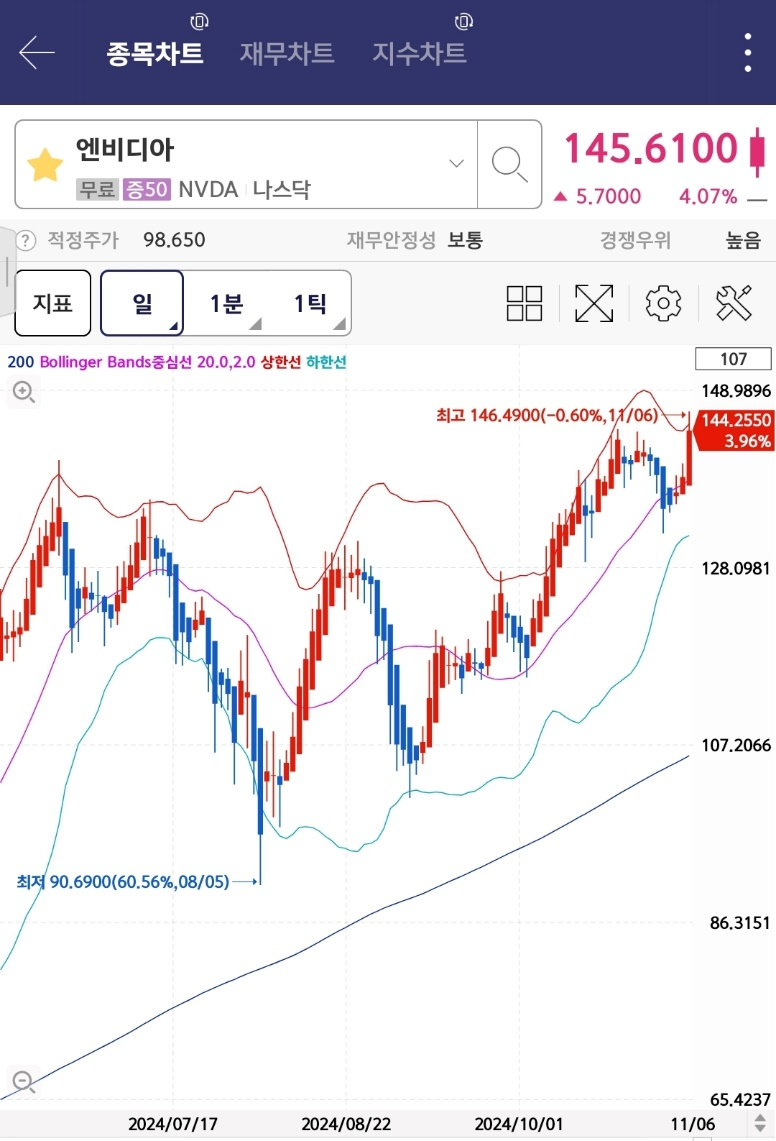 종목차트 재무차트 지수차트
엔비디아
무료 증50 NVDA 나스닥
145.6100
▲ 5.7000 4.07%
? 적정주가 98.650 재무안정성 보통 경쟁우위 높음
지표 일 1분 1틱
200 Bollinger Bands중심선 20.0,2.0 상한선 하한선
107
148.9896
최고 146.4900(-0.60%,11/06)
144.2550
3.96%
128.0981
107.2066
최저 90.6900(60.56%,08/05)
86.3151
65.4237
2024/07/17 2024/08/22 2024/10/01 11/06